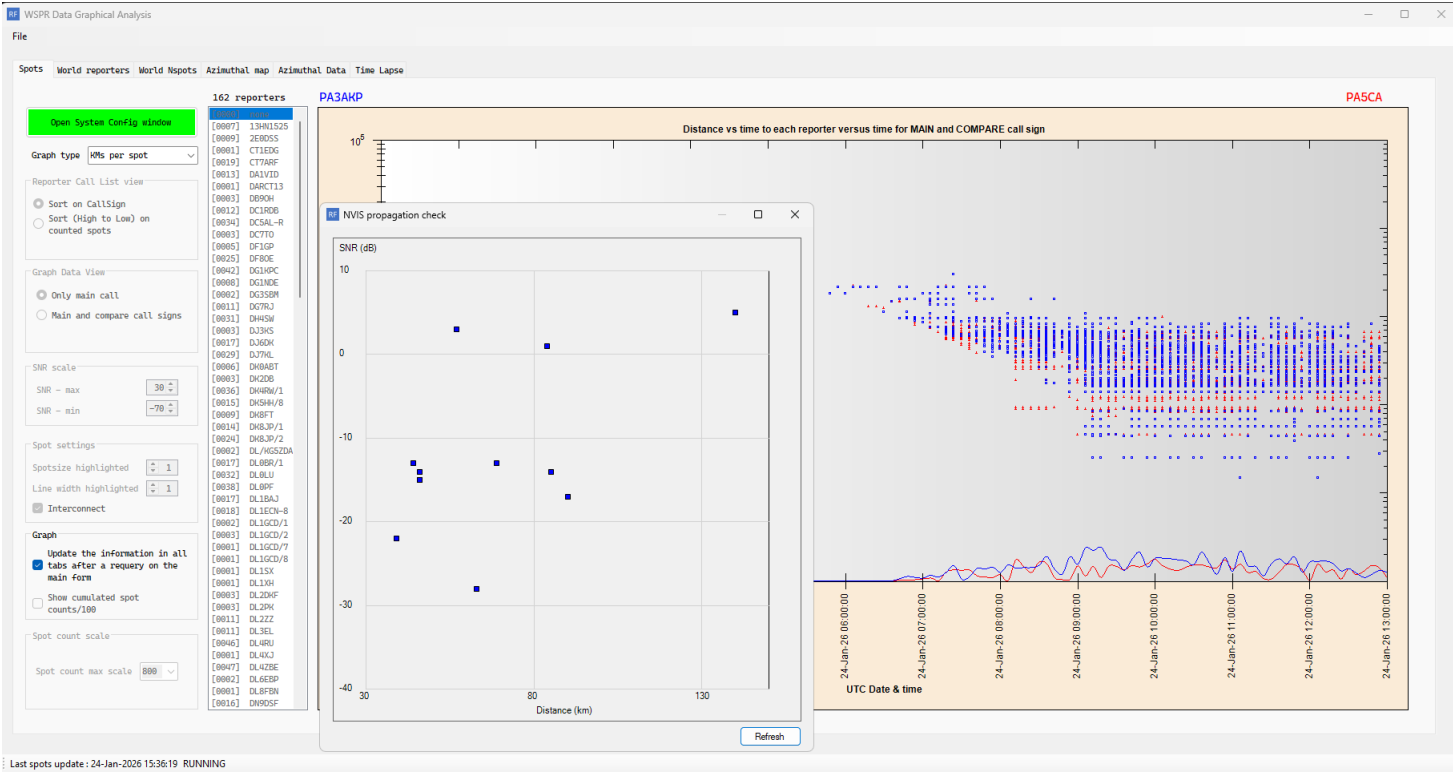 RF WSPR Data Graphical Analysis
File
Spots World reporters World Nspots Azimuthal map Azimuthal Data Time Lapse
Open System Config window
Graph type KMs per spot
Reporter Call List view
Sort on CallSign
Sort (High to Low) on
counted spots
Graph Data View
Only main call
Main and compare call signs
SNR scale
SNR - max 30
SNR - min -70
Spot settings
Spotsize highlighted 1
Line width highlighted 1
Interconnect
Graph
Update the information in all
tabs after a requery on the
main form
Show cumulated spot
counts/100
Spot count scale
Spot count max scale 800
162 reporters
[0007] 13HN1525
[0009] 2E0DSS
[0001] CT1EDG
[0019] CT7ARF
[0013] DA1VID
[0001] DARCT13
[0003] DB9OH
[0012] DC1RDB
[0034] DC5AL-R
[0003] DC7TO
[0005] DF1GP
[0025] DF8OE
[0042] DG1KPC
[0008] DG1NDE
[0002] DG3SBM
[0011] DG7RJ
[0031] DH4SW
[0003] DJ3KS
[0017] DJ6DK
[0029] DJ7KL
[0006] DK0ABT
[0003] DK2DB
[0036] DK4RW/1
[0015] DK5HH/8
[0009] DK8FT
[0014] DK8JP/1
[0024] DK8JP/2
[0002] DL/KG5ZDA
[0017] DL0BR/1
[0032] DL0LU
[0038] DL0PF
[0017] DL1BAJ
[0018] DL1ECN-8
[0002] DL1GCD/1
[0003] DL1GCD/2
[0001] DL1GCD/7
[0001] DL1GCD/8
[0001] DL1SX
[0001] DL1XH
[0003] DL2DKF
[0003] DL2PK
[0011] DL2ZZ
[0011] DL3EL
[0046] DL4RU
[0001] DL4XJ
[0047] DL4ZBE
[0002] DL6EBP
[0001] DL8FBN
[0016] DN9DSF
PA3AKP
PA5CA
Distance vs time to each reporter versus time for MAIN and COMPARE call sign
10^5
24-Jan-26 06:00:00
24-Jan-26 07:00:00
24-Jan-26 08:00:00
24-Jan-26 09:00:00
24-Jan-26 10:00:00
24-Jan-26 11:00:00
24-Jan-26 12:00:00
24-Jan-26 13:00:00
UTC Date & time
RF NVIS propagation check
SNR (dB)
10
0
-10
-20
-30
-40
30 80 130
Distance (km)
Refresh
Last spots update : 24-Jan-2026 15:36:19 RUNNING